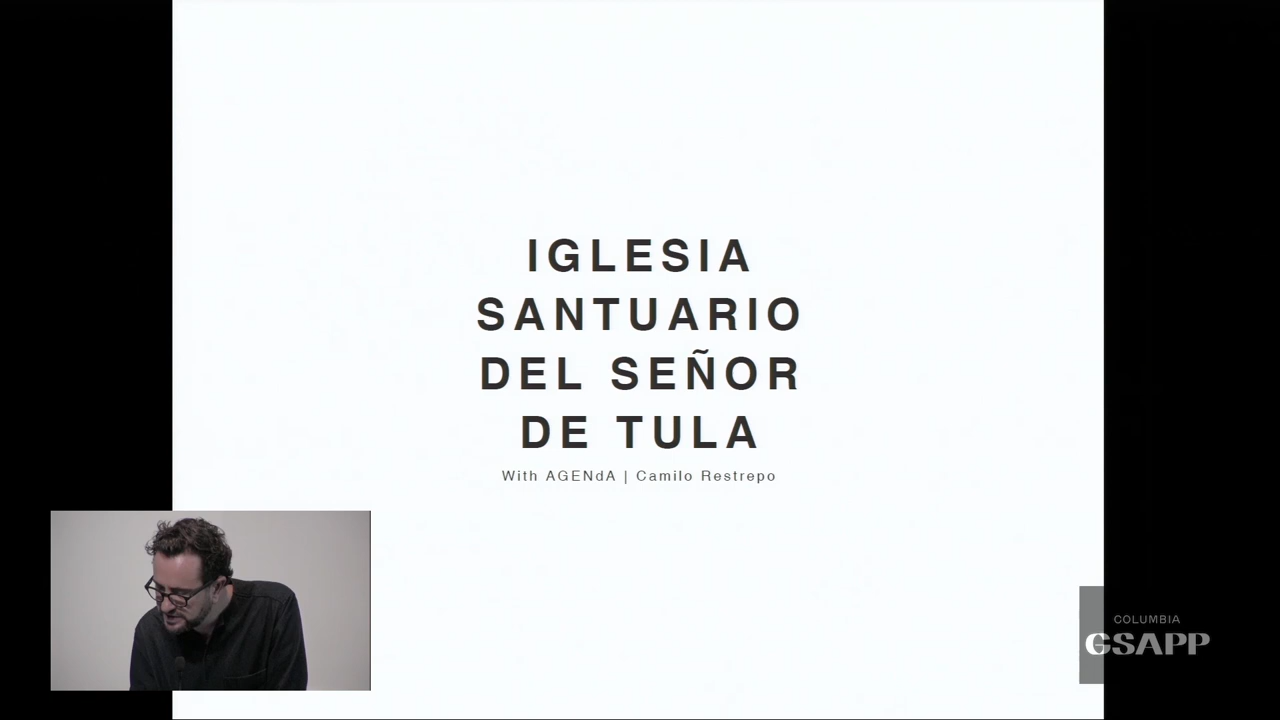 IGLESIA
SANTUARIO
DEL SEÑOR
DE TULA
With AGENdA | Camilo Restrepo
COLUMBIA
GSAPP